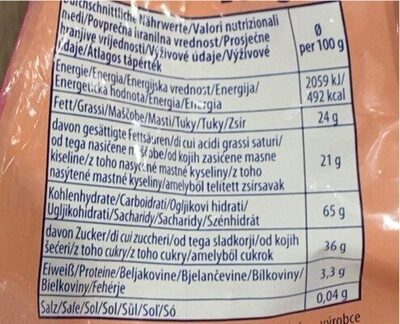 Durchschnittliche Nährwerte/Valori nutrizionali
medi/Povprečna hranilna vrednost/Prosječne
hranjive vrijednosti/Výživové údaje/Výživové
údaje/Átlagos tápérték
Ø
per 100 g
Energie/Energia/Energijska vrednost/Energija/
Energetická hodnota/Energia/Energia
2059 kJ/
492 kcal
Fett/Grassi/Maščobe/Masti/Tuky/Tuky/Zsír
24 g
davon gesättigte Fettsäuren/di cui acidi grassi saturi/
od tega nasičene maščobe/od kojih zasićene masne
kiseline/z toho nasycené mastné kyseliny/z toho
nasýtené mastné kyseliny/amelyből telített zsírsavak
21 g
Kohlenhydrate/Carboidrati/Ogljikovi hidrati/
Ugljikohidrati/Sacharidy/Sacharidy/Szénhidrát
65 g
davon Zucker/di cui zuccheri/od tega sladkorji/od kojih
šećeri/z toho cukry/z toho cukry/amelyből cukrok
36 g
Eiweiß/Proteine/Beljakovine/Bjelančevine/Bílkoviny/
Bielkoviny/Fehérje
3,3 g
Salz/Sale/Sol/Sol/Sůl/Soľ/Só
0,04 g
výrobce